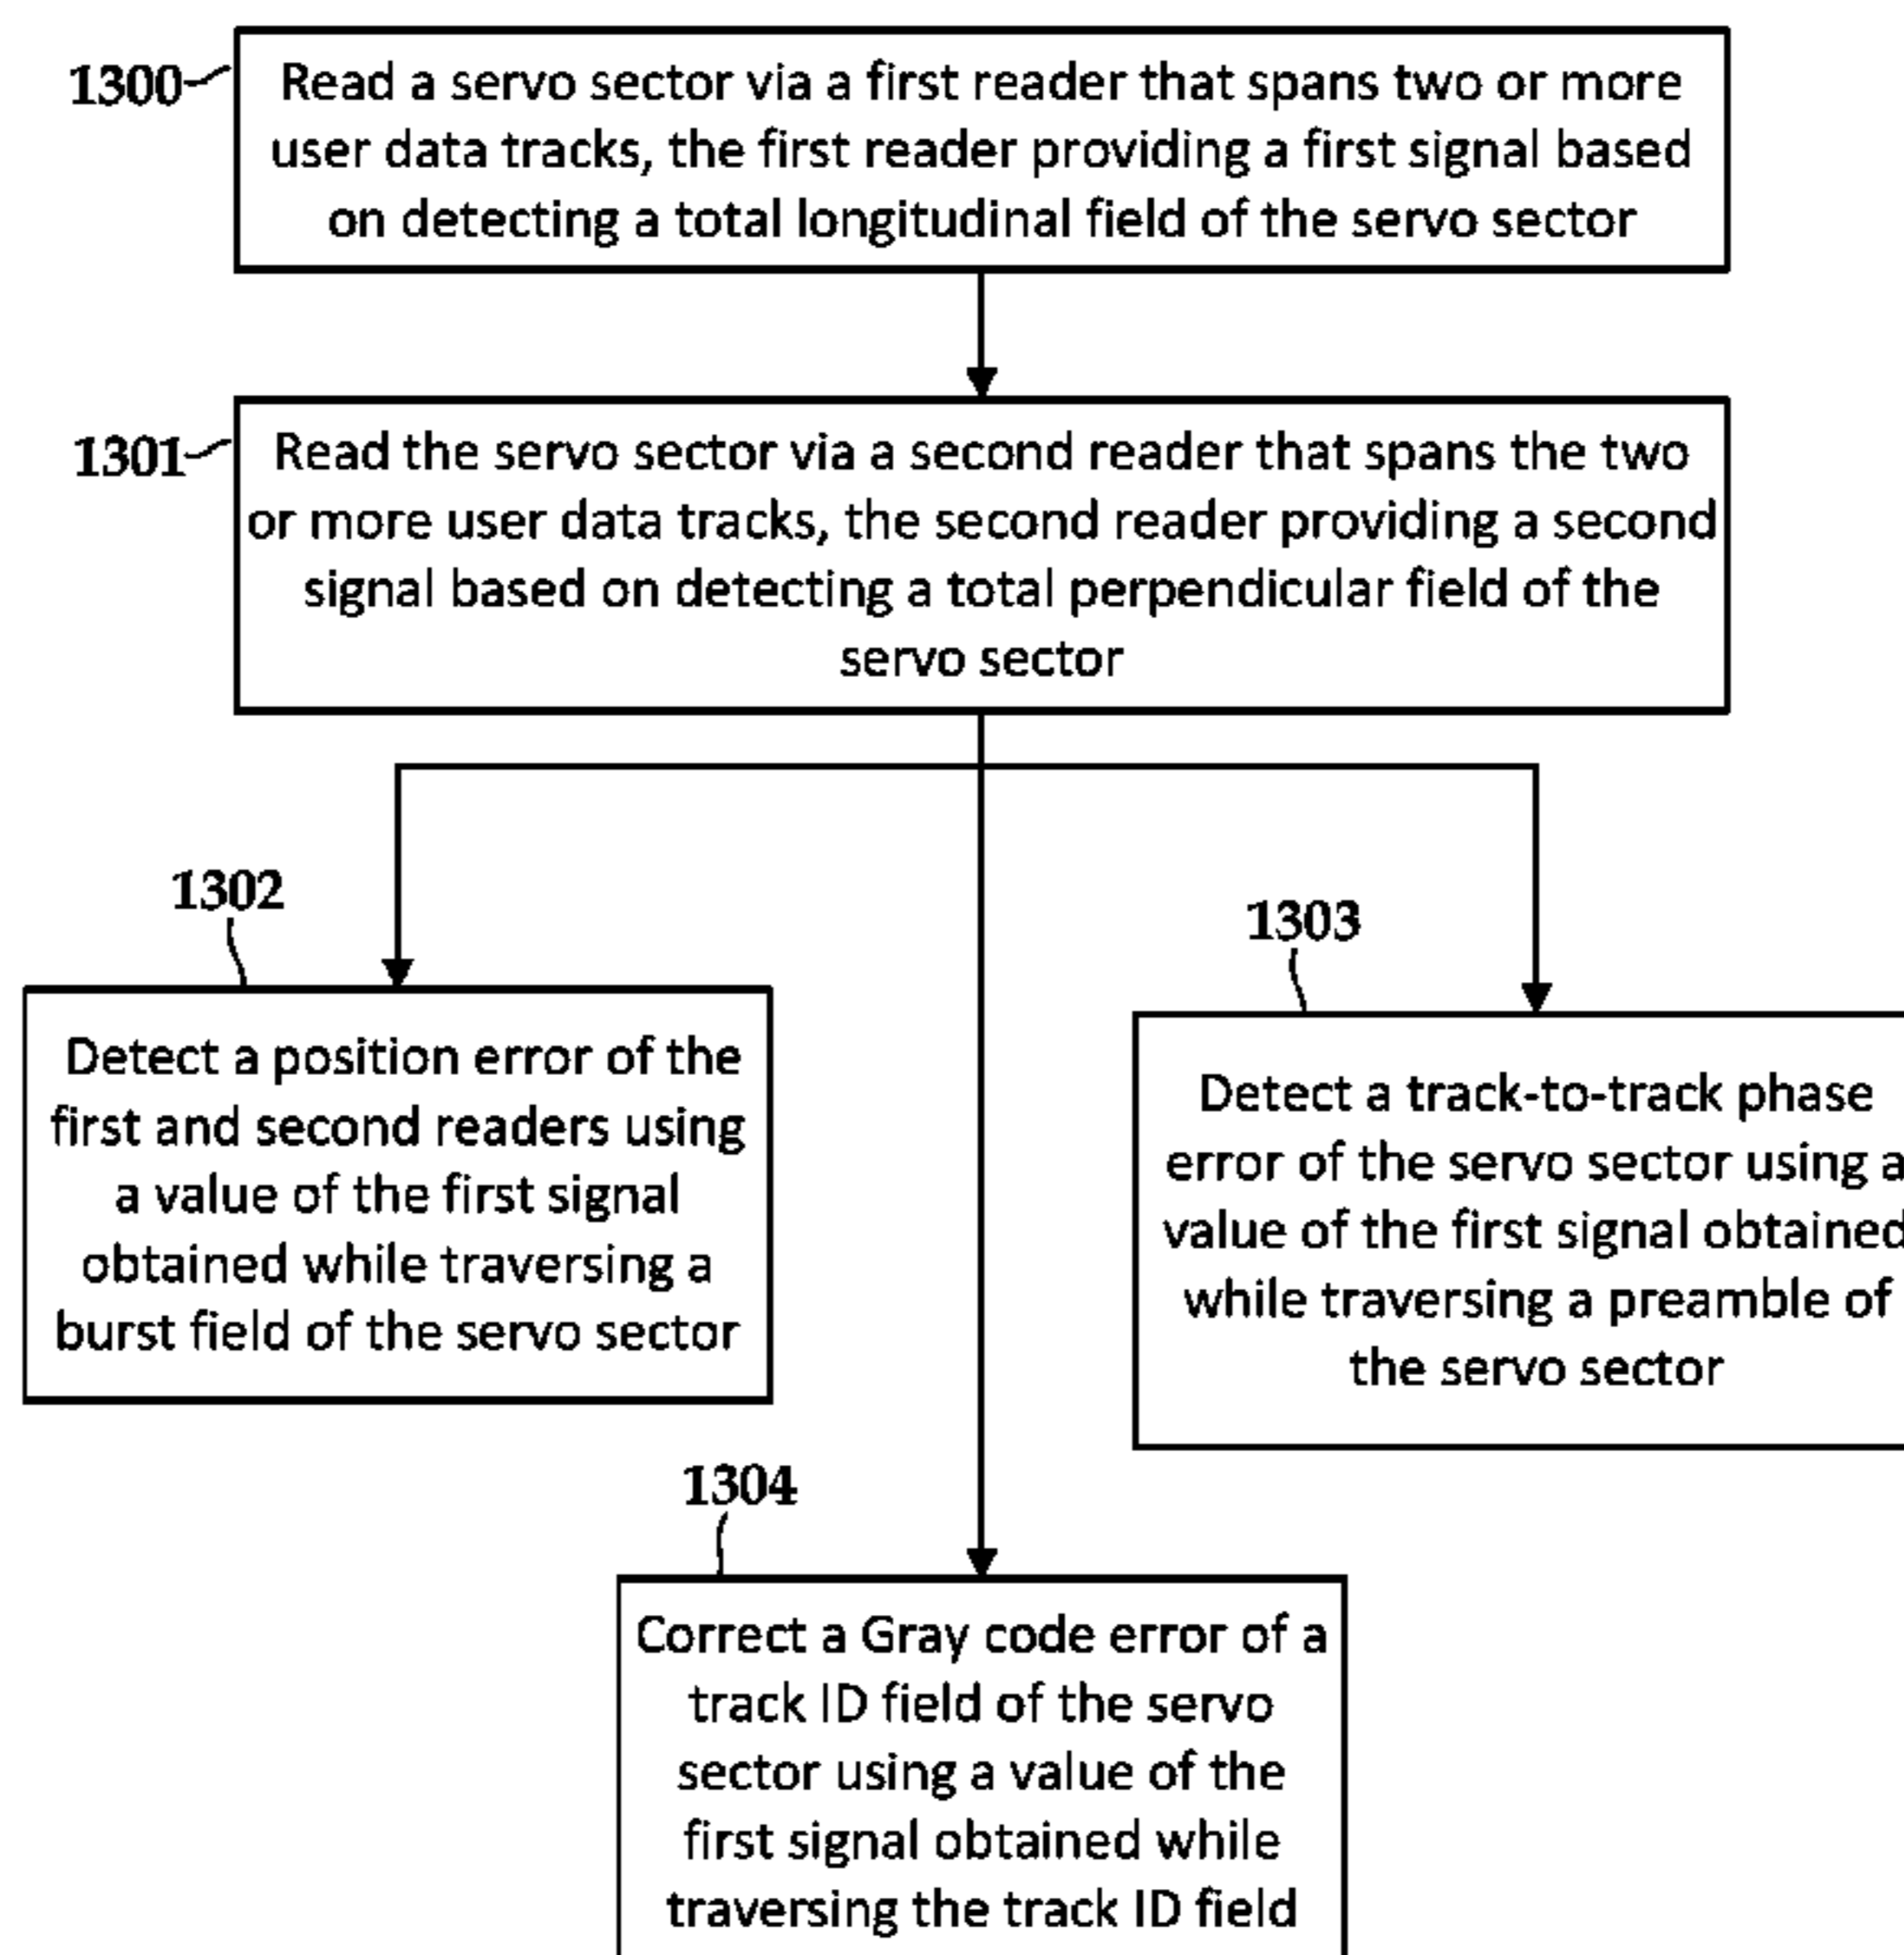 1300
Read a servo sector via a first reader that spans two or more
user data tracks, the first reader providing a first signal based
on detecting a total longitudinal field of the servo sector
1301
Read the servo sector via a second reader that spans the two
or more user data tracks, the second reader providing a second
signal based on detecting a total perpendicular field of the
servo sector
1302
Detect a position error of the
first and second readers using
a value of the first signal
obtained while traversing a
burst field of the servo sector
1303
Detect a track-to-track phase
error of the servo sector using a
value of the first signal obtained
while traversing a preamble of
the servo sector
1304
Correct a Gray code error of a
track ID field of the servo
sector using a value of the
first signal obtained while
traversing the track ID field